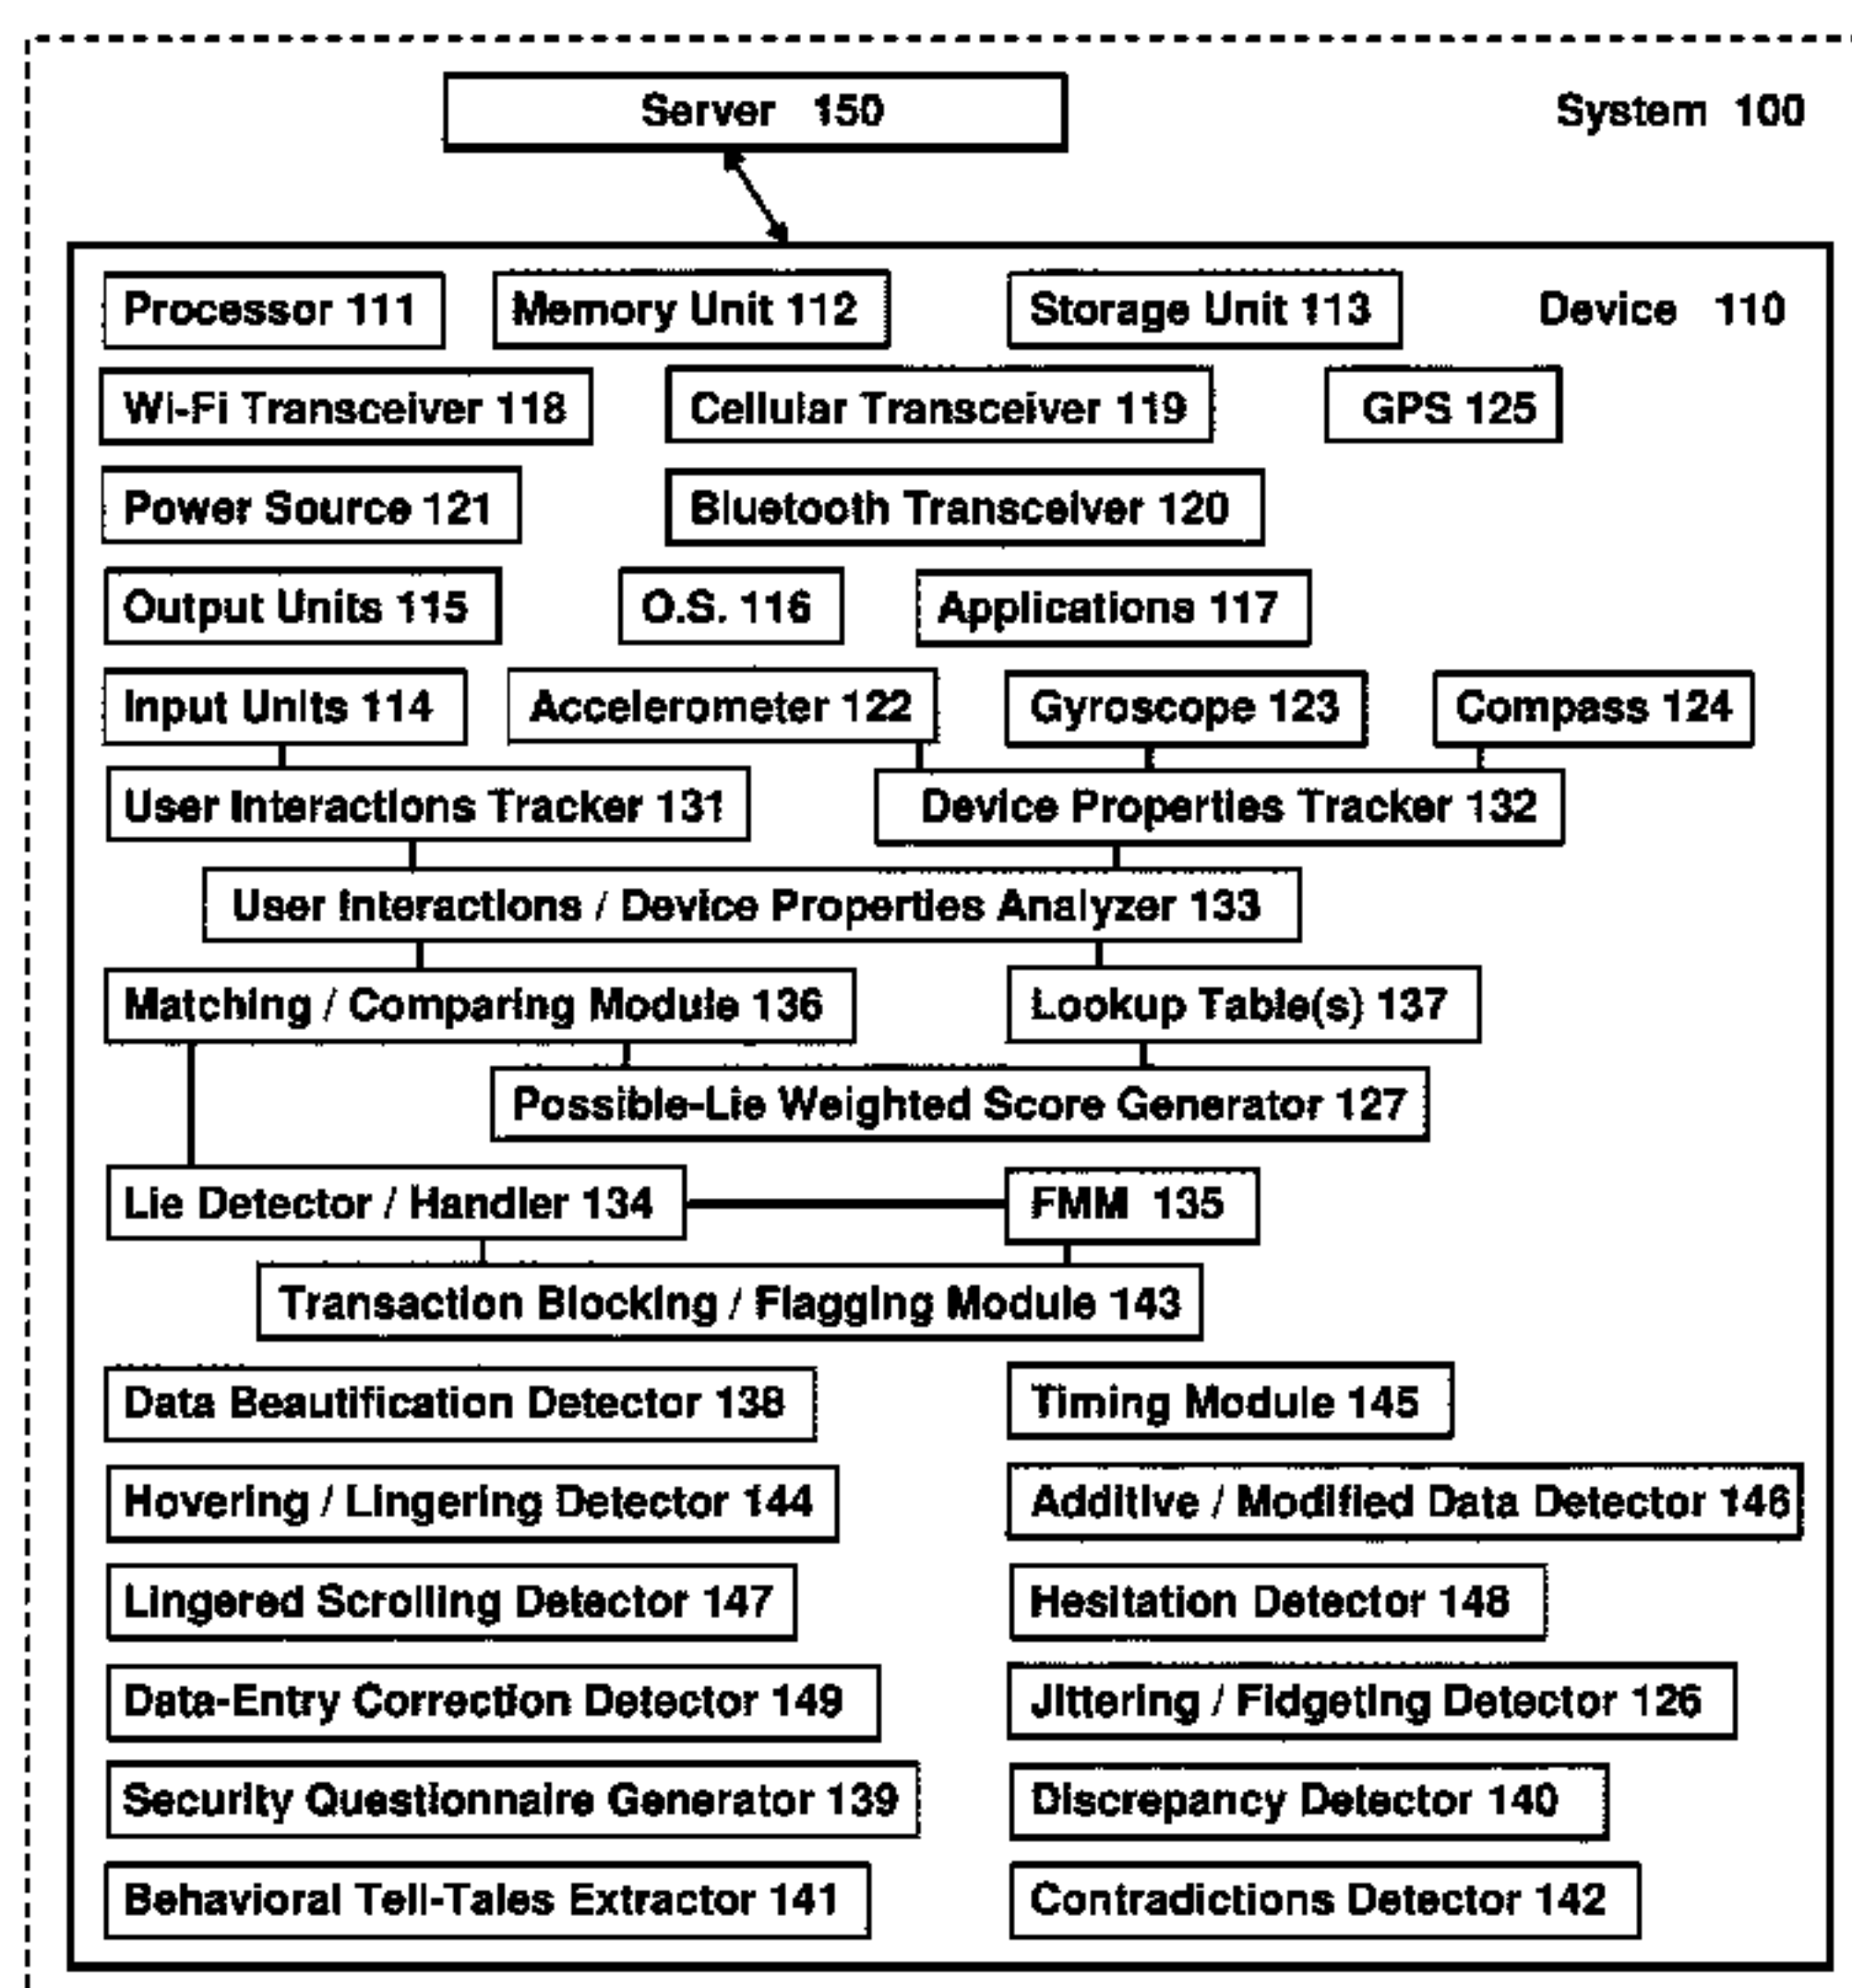 Server 150
System 100
Processor 111
Memory Unit 112
Storage Unit 113
Device 110
Wi-Fi Transceiver 118
Cellular Transceiver 119
GPS 125
Power Source 121
Bluetooth Transceiver 120
Output Units 115
O.S. 116
Applications 117
Input Units 114
Accelerometer 122
Gyroscope 123
Compass 124
User Interactions Tracker 131
Device Properties Tracker 132
User Interactions / Device Properties Analyzer 133
Matching / Comparing Module 136
Lookup Table(s) 137
Possible-Lie Weighted Score Generator 127
Lie Detector / Handler 134
FMM 135
Transaction Blocking / Flagging Module 143
Data Beautification Detector 138
Timing Module 145
Hovering / Lingering Detector 144
Additive / Modified Data Detector 146
Lingered Scrolling Detector 147
Hesitation Detector 148
Data-Entry Correction Detector 149
Jittering / Fidgeting Detector 126
Security Questionnaire Generator 139
Discrepancy Detector 140
Behavioral Tell-Tales Extractor 141
Contradictions Detector 142